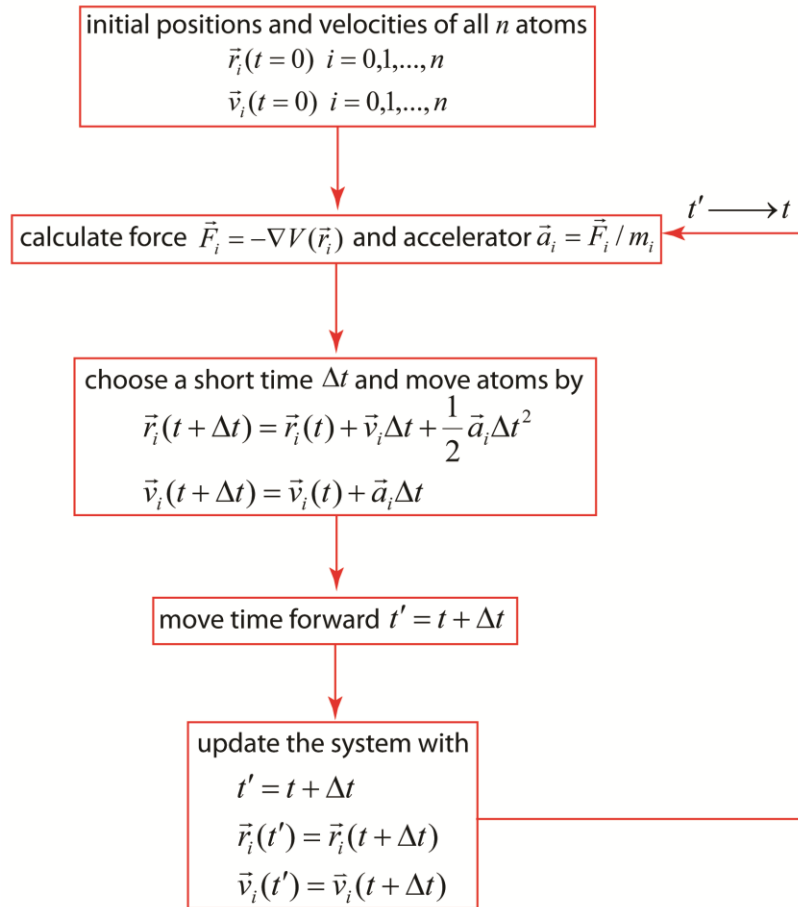 initial positions and velocities of all n atoms
r⃗ᵢ(t = 0) i = 0,1,...,n
v⃗ᵢ(t = 0) i = 0,1,...,n
t′ ⟶ t
calculate force F⃗ᵢ = −∇V(r⃗ᵢ) and accelerator a⃗ᵢ = F⃗ᵢ / mᵢ
choose a short time Δt and move atoms by
r⃗ᵢ(t + Δt) = r⃗ᵢ(t) + v⃗ᵢΔt + 1/2 a⃗ᵢΔt²
v⃗ᵢ(t + Δt) = v⃗ᵢ(t) + a⃗ᵢΔt
move time forward t′ = t + Δt
update the system with
t′ = t + Δt
r⃗ᵢ(t′) = r⃗ᵢ(t + Δt)
v⃗ᵢ(t′) = v⃗ᵢ(t + Δt)